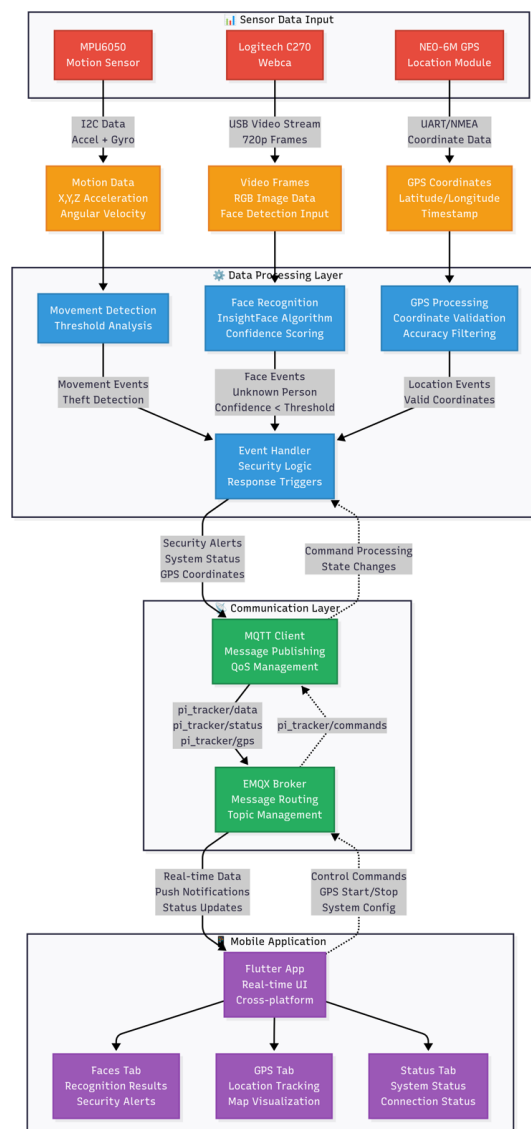 📊 Sensor Data Input
MPU6050
Motion Sensor
Logitech C270
Webca
NEO-6M GPS
Location Module
I2C Data
Accel + Gyro
USB Video Stream
720p Frames
UART/NMEA
Coordinate Data
Motion Data
X,Y,Z Acceleration
Angular Velocity
Video Frames
RGB Image Data
Face Detection Input
GPS Coordinates
Latitude/Longitude
Timestamp
⚙️ Data Processing Layer
Movement Detection
Threshold Analysis
Face Recognition
InsightFace Algorithm
Confidence Scoring
GPS Processing
Coordinate Validation
Accuracy Filtering
Movement Events
Theft Detection
Face Events
Unknown Person
Confidence < Threshold
Location Events
Valid Coordinates
Event Handler
Security Logic
Response Triggers
Security Alerts
System Status
GPS Coordinates
Command Processing
State Changes
Communication Layer
MQTT Client
Message Publishing
QoS Management
pi_tracker/data
pi_tracker/status
pi_tracker/gps
pi_tracker/commands
EMQX Broker
Message Routing
Topic Management
Real-time Data
Push Notifications
Status Updates
Control Commands
GPS Start/Stop
System Config
📱 Mobile Application
Flutter App
Real-time UI
Cross-platform
Faces Tab
Recognition Results
Security Alerts
GPS Tab
Location Tracking
Map Visualization
Status Tab
System Status
Connection Status